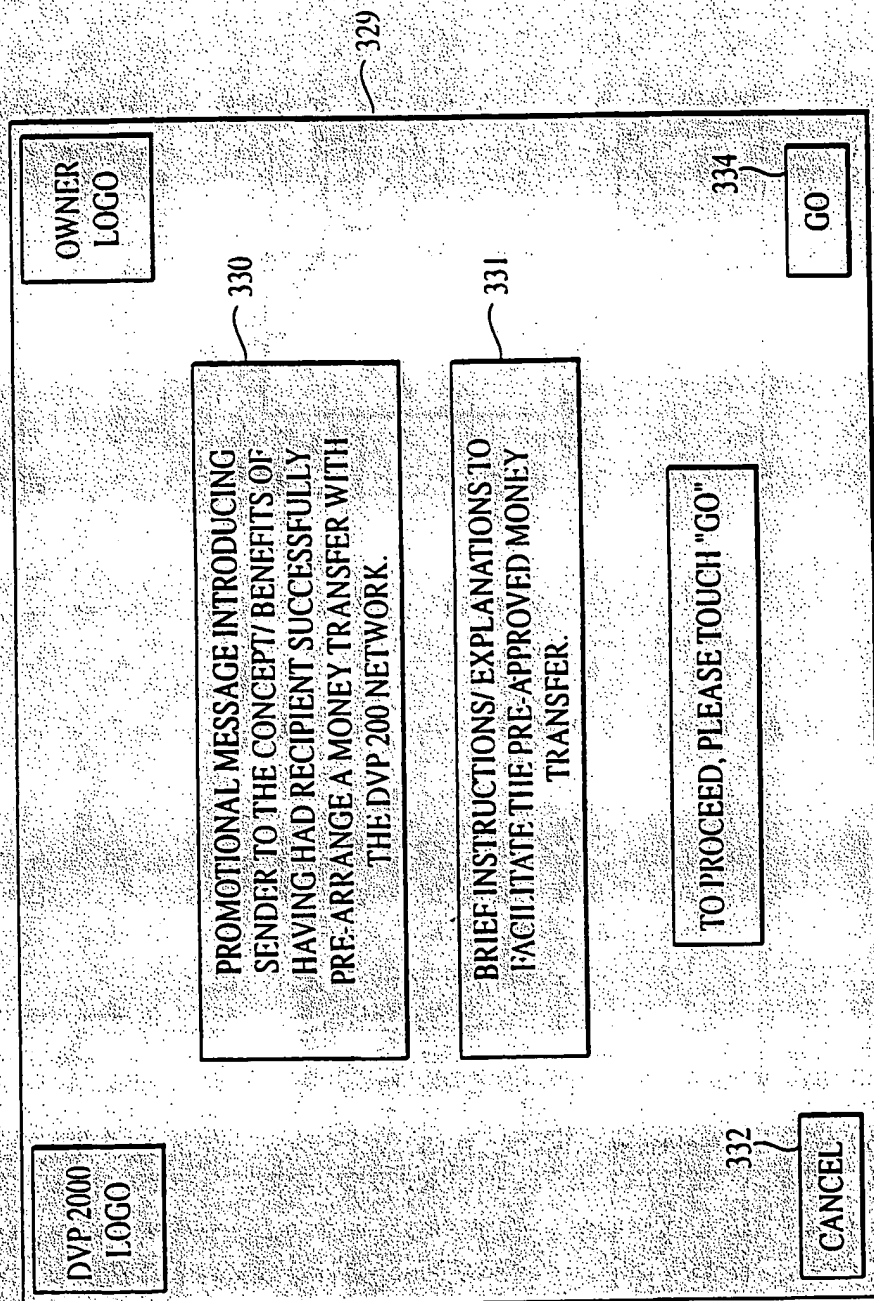 DVP 2000
LOGO
OWNER
LOGO
329
330
PROMOTIONAL MESSAGE INTRODUCING
SENDER TO THE CONCEPT/ BENEFITS OF
HAVING HAD RECIPIENT SUCCESSFULLY
PRE-ARRANGE A MONEY TRANSFER WITH
THE DVP 200 NETWORK.
331
BRIEF INSTRUCTIONS/ EXPLANATIONS TO
FACILITATE THE PRE-APPROVED MONEY
TRANSFER.
TO PROCEED, PLEASE TOUCH "GO"
332
CANCEL
334
GO